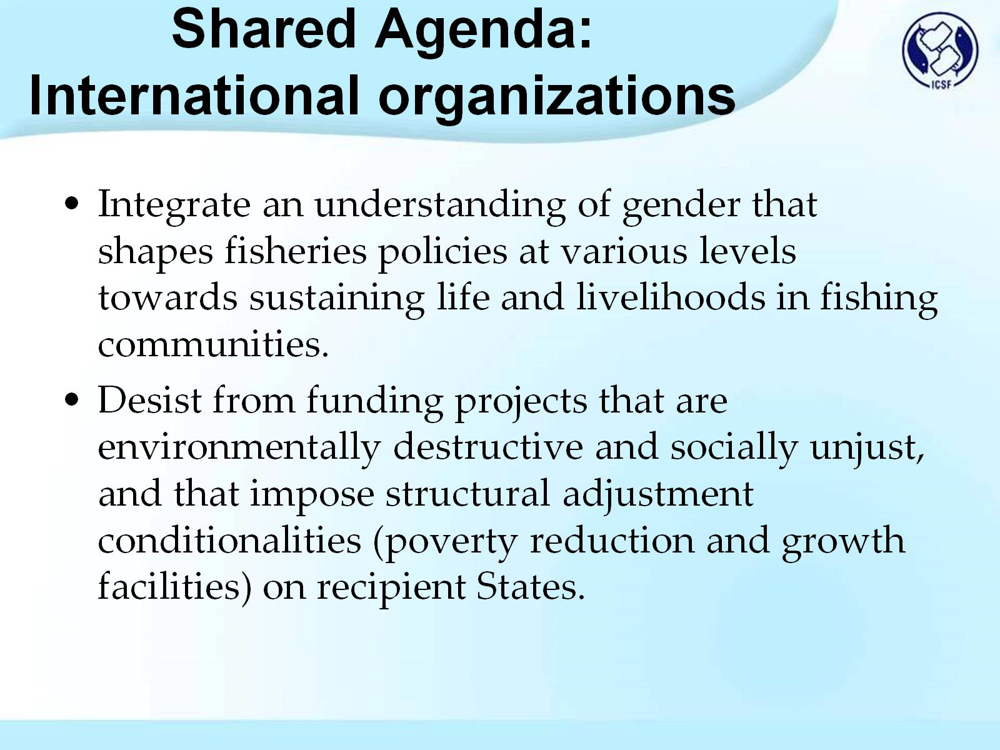 Shared Agenda:
International organizations
ICSF
• Integrate an understanding of gender that
shapes fisheries policies at various levels
towards sustaining life and livelihoods in fishing
communities.
• Desist from funding projects that are
environmentally destructive and socially unjust,
and that impose structural adjustment
conditionalities (poverty reduction and growth
facilities) on recipient States.